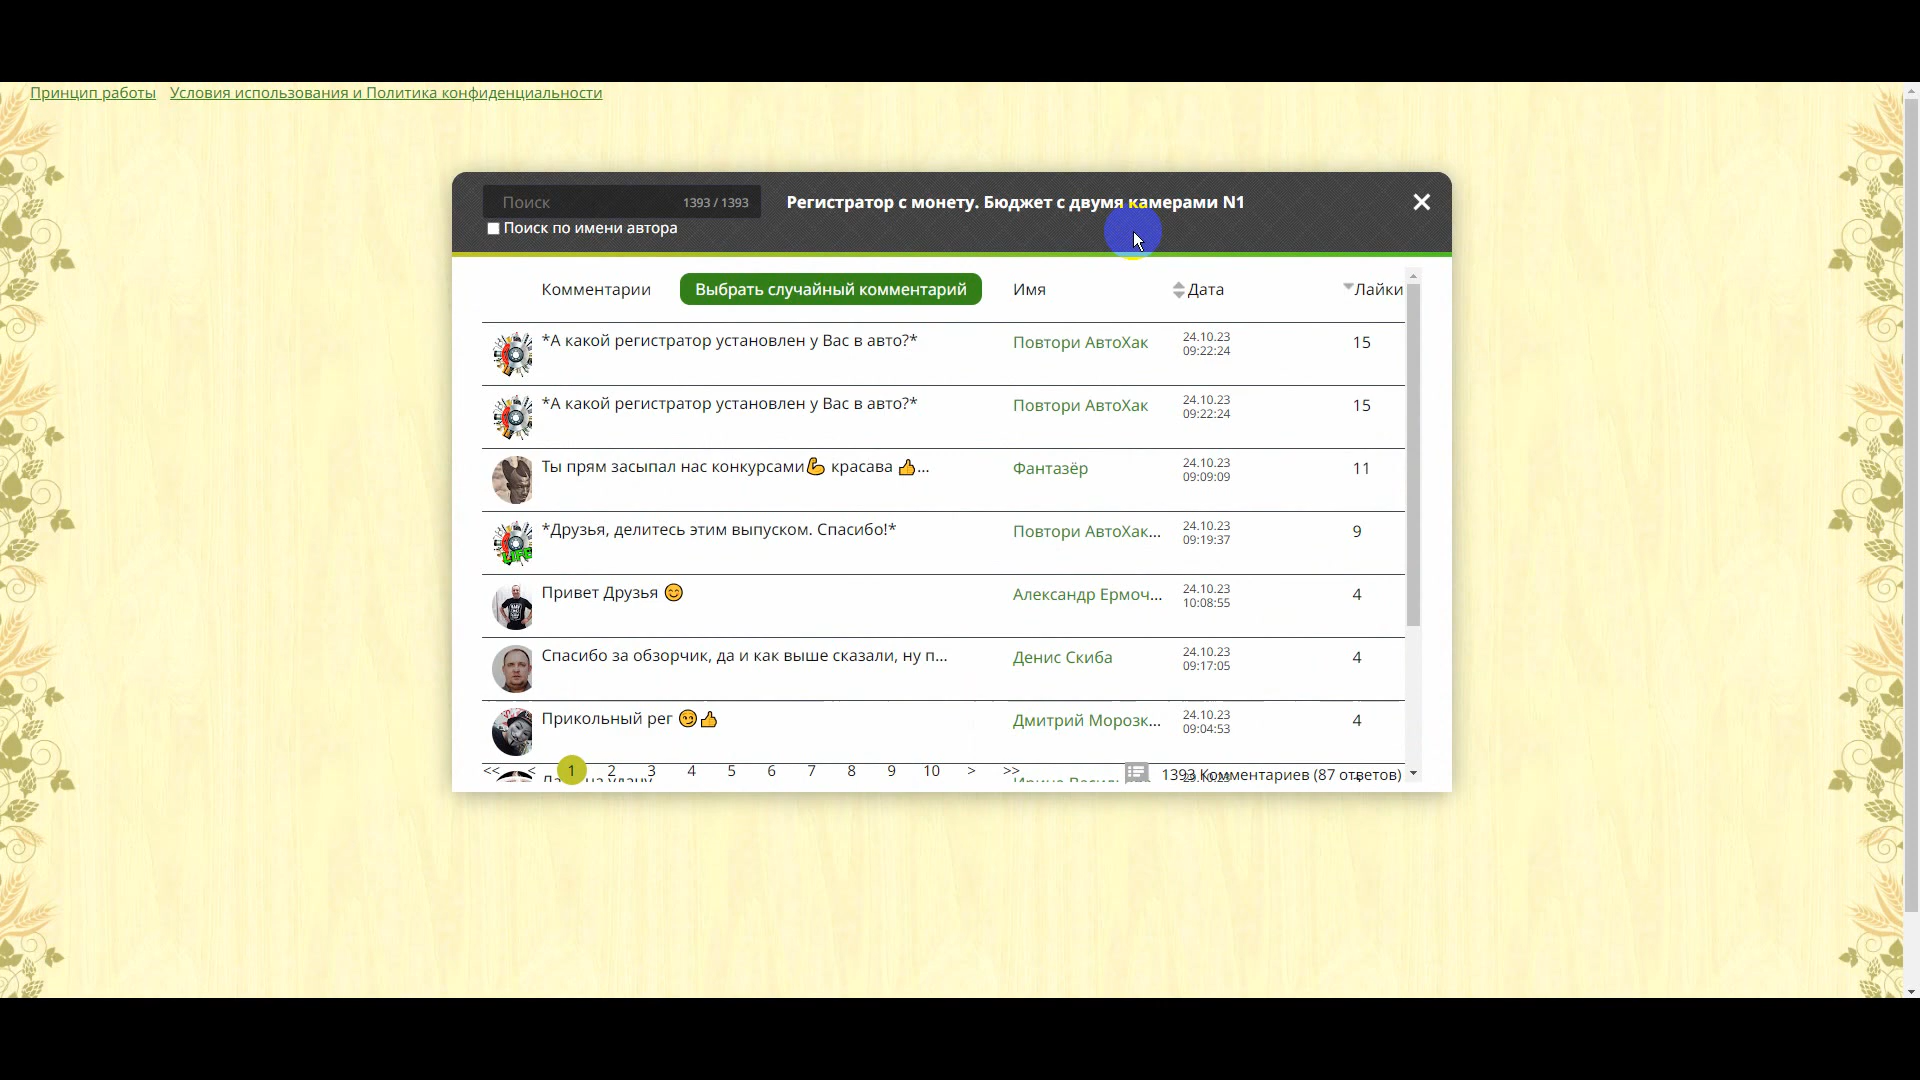 Принцип работы Условия использования и Политика конфиденциальности
Поиск 1393 / 1393 Регистратор с монету. Бюджет с двумя камерами N1
Поиск по имени автора
Комментарии Выбрать случайный комментарий Имя Дата Лайки
*А какой регистратор установлен у Вас в авто?* Повтори АвтоХак 24.10.23 15
09:22:24
*А какой регистратор установлен у Вас в авто?* Повтори АвтоХак 24.10.23 15
09:22:24
Ты прям засыпал нас конкурсами💪 красава 👍... Фантазёр 24.10.23 11
09:09:09
*Друзья, делитесь этим выпуском. Спасибо!* Повтори АвтоХак... 24.10.23 9
09:19:37
Привет Друзья 😊 Александр Ермоч... 24.10.23 4
10:08:55
Спасибо за обзорчик, да и как выше сказали, ну п... Денис Скиба 24.10.23 4
09:17:05
Прикольный рег 😏👍 Дмитрий Морозк... 24.10.23 4
09:04:53
<< < 1 2 3 4 5 6 7 8 9 10 > >> 1393 Комментариев (87 ответов)